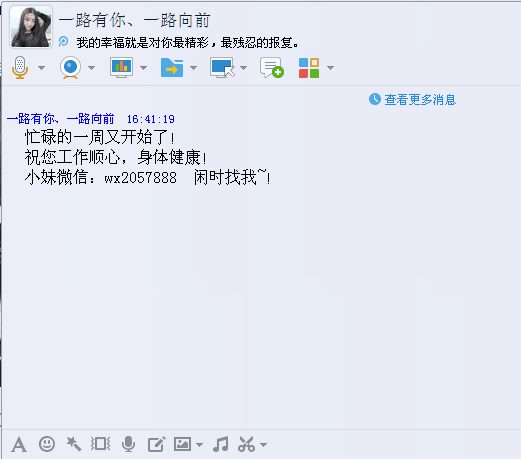 一路有你、一路向前
我的幸福就是对你最精彩，最残忍的报复。
查看更多消息
一路有你、一路向前 16:41:19
忙碌的一周又开始了!
祝您工作顺心，身体健康!
小妹微信：wx2057888 闲时找我~!